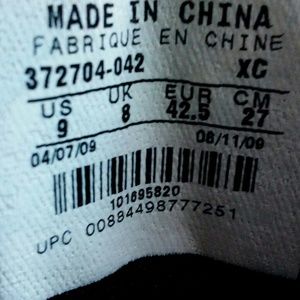 MADE IN CHINA
FABRIQUE EN CHINE
372704-042 XC
US UK EUR CM
9 8 42.5 27
04/07/09 06/11/09
101695820
UPC 00884498777251